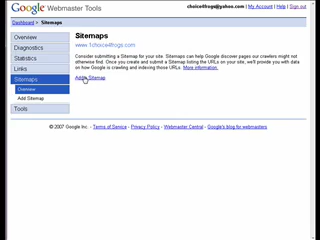 Google Webmaster Tools
choice4frogs@yahoo.com | My Account | Help | Sign out
Dashboard > Sitemaps
Overview
Diagnostics
Statistics
Links
Sitemaps
Overview
Add Sitemap
Tools
Sitemaps
www.1choice4frogs.com
Consider submitting a Sitemap for your site. Sitemaps can help Google discover pages our crawlers might not
otherwise find. Once you create and submit a Sitemap listing the URLs on your site, we'll provide you with data
on how Google is crawling and indexing those URLs. More information.
Add a Sitemap
© 2007 Google Inc. - Terms of Service - Privacy Policy - Webmaster Central - Google's blog for webmasters